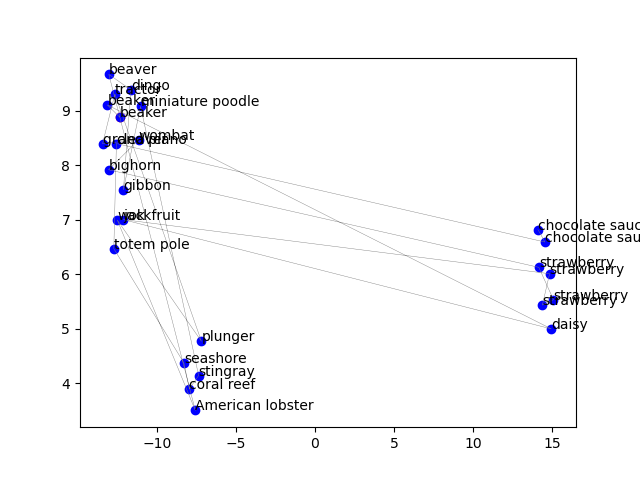 beaver
dingo
tractor
beaker
miniature poodle
beaker
wombat
grand piano
bighorn
gibbon
jackfruit
totem pole
chocolate sauc
chocolate sau
strawberry
strawberry
strawberry
strawberry
daisy
plunger
seashore
stingray
coral reef
American lobster
9
8
7
6
5
4
−10
−5
0
5
10
15